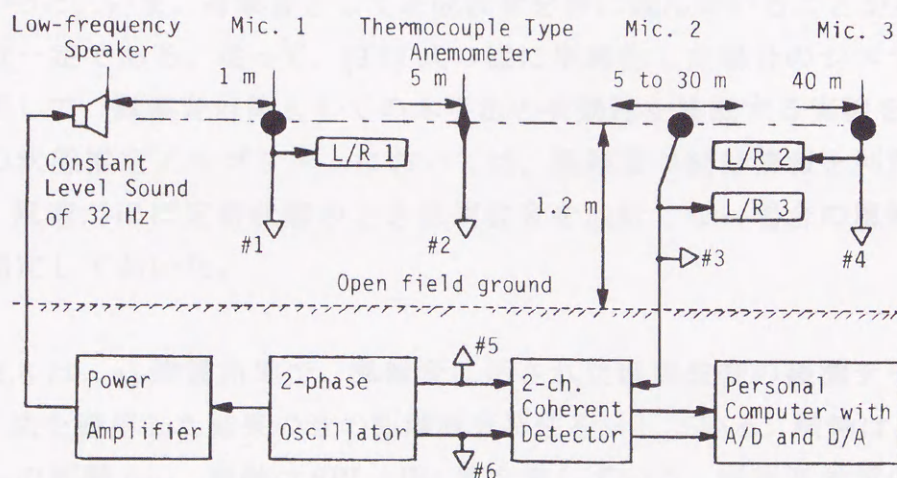 Low-frequency
Speaker
Mic. 1
Thermocouple Type
Anemometer
Mic. 2
Mic. 3
1 m
5 m
5 to 30 m
40 m
L/R 1
L/R 2
L/R 3
Constant
Level Sound
of 32 Hz
1.2 m
#1
#2
#3
#4
Open field ground
#5
Power
Amplifier
2-phase
Oscillator
2-ch.
Coherent
Detector
Personal
Computer with
A/D and D/A
#6